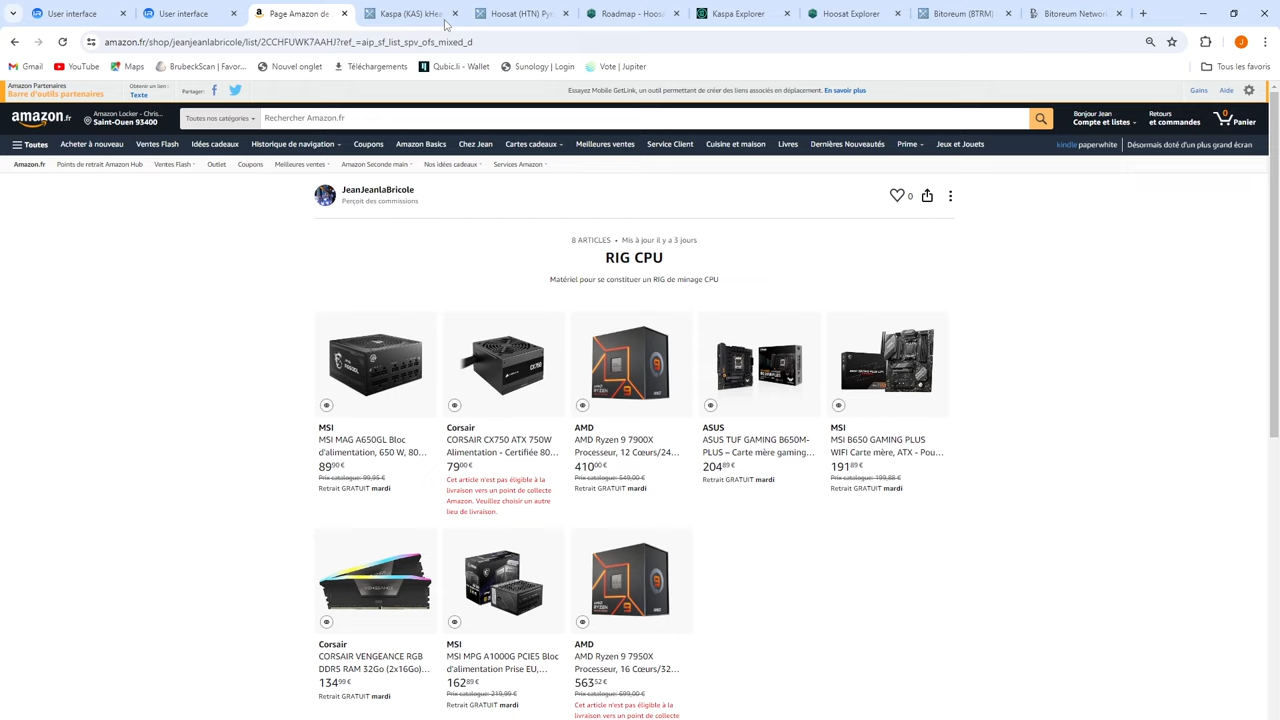 User interface
Page Amazon de
Kaspa (KAS) kHea
Hoosat (HTN) Pyr
Roadmap - Hoosat
Kaspa Explorer
Hoosat Explorer
Bitoreum (BTRM)
NetworkTab
amazon.fr/shop/jeanjeanlabricole/list/2CCHFUWK7AAHJ?ref_=aip_sf_list_spv_ofs_mixed_d
Gmail
YouTube
Maps
BrubeckScan | Favor...
Nouvel onglet
Téléchargements
Qubic.li - Wallet
Sunology | Login
Vote | Jupiter
Tous les favoris
Amazon Partenaires
Barre d'outils partenaires
Obtenir un lien :
Texte
Partager:
Essayez Mobile GetLink, un outil permettant de créer des liens associés en déplacement. En savoir plus
Gains
Aide
amazon.fr
Amazon Locker - Chris...
Saint-Ouen 93400
Toutes nos catégories
Rechercher Amazon.fr
Bonjour Jean
Compte et listes
Retours
et commandes
0
Panier
Toutes
Acheter à nouveau
Ventes Flash
Idées cadeaux
Historique de navigation
Coupons
Amazon Basics
Chez Jean
Cartes cadeaux
Meilleures ventes
Service Client
Cuisine et maison
Livres
Dernières Nouveautés
Prime
Jeux et Jouets
kindle paperwhite
Désormais doté d'un plus grand écran
Amazon.fr
Points de retrait Amazon Hub
Ventes Flash
Outlet
Coupons
Meilleures ventes
Amazon Seconde main
Nos idées cadeaux
Services Amazon
JeanJeanlaBricole
Perçoit des commissions
0
8 ARTICLES • Mis à jour il y a 3 jours
RIG CPU
Matériel pour se constituer un RIG de minage CPU
MSI
MSI MAG A650GL Bloc
d'alimentation, 650 W, 80...
89,90 €
Prix catalogue: 99,95 €
Retrait GRATUIT mardi
Corsair
CORSAIR CX750 ATX 750W
Alimentation - Certifiée 80...
79,00 €
Cet article n'est pas éligible à la
livraison vers un point de collecte
Amazon. Veuillez choisir un autre
lieu de livraison.
AMD
AMD Ryzen 9 7900X
Processeur, 12 Cœurs/24...
410,00 €
Prix catalogue: 549,00 €
Retrait GRATUIT mardi
ASUS
ASUS TUF GAMING B650M-
PLUS – Carte mère gaming...
204,89 €
Retrait GRATUIT mardi
MSI
MSI B650 GAMING PLUS
WIFI Carte mère, ATX - Pou...
191,89 €
Prix catalogue: 199,88 €
Retrait GRATUIT mardi
Corsair
CORSAIR VENGEANCE RGB
DDR5 RAM 32Go (2x16Go)...
134,99 €
Retrait GRATUIT mardi
MSI
MSI MPG A1000G PCIE5 Bloc
d'alimentation Prise EU,...
162,89 €
Prix catalogue: 219,99 €
Retrait GRATUIT mardi
AMD
AMD Ryzen 9 7950X
Processeur, 16 Cœurs/32...
563,52 €
Prix catalogue: 699,00 €
Cet article n'est pas éligible à la
livraison vers un point de collecte